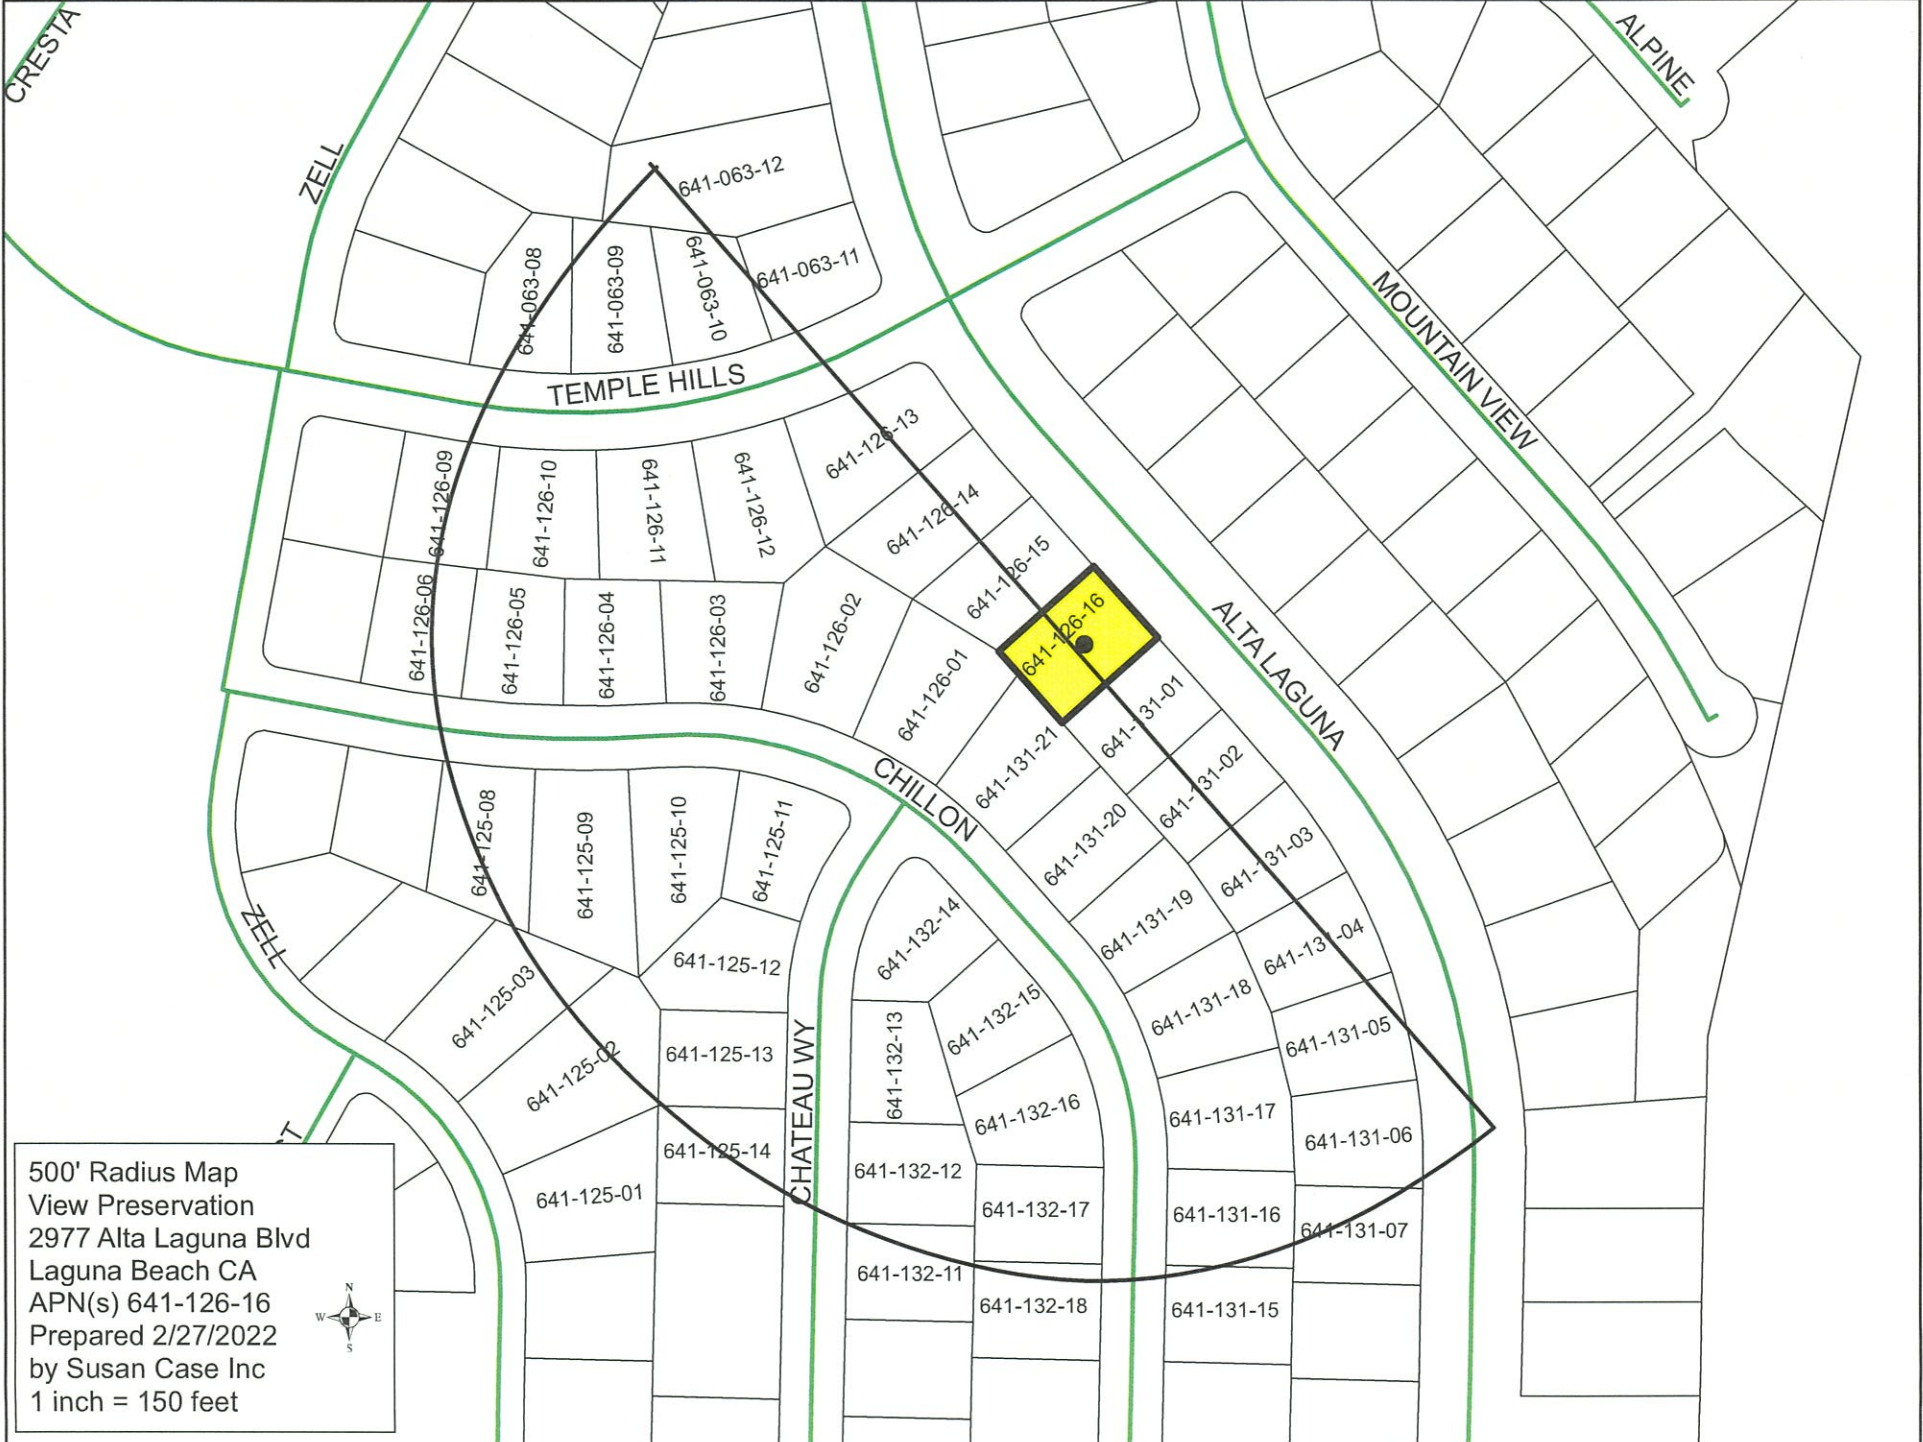 CRESTA
ALPINE
ZELL
641-063-12
641-063-11
641-063-08
641-063-09
641-063-10
MOUNTAIN VIEW
TEMPLE HILLS
641-126-13
641-126-09
641-126-10
641-126-11
641-126-12
641-126-14
641-126-15
641-126-16
641-126-06
641-126-05
641-126-04
641-126-03
641-126-02
641-126-01
ALTA LAGUNA
641-131-01
641-131-21
641-131-02
CHILLON
641-125-08
641-125-09
641-125-10
641-125-11
641-131-20
641-131-03
641-131-19
641-131-04
ZELL
641-132-14
641-125-12
641-125-03
641-132-15
641-131-18
641-131-05
641-125-02
641-125-13
CHATEAU WY
641-132-13
641-132-16
641-131-17
641-131-06
641-125-14
641-132-12
641-125-01
641-132-17
641-131-16
641-131-07
641-132-11
641-132-18
641-131-15
500' Radius Map
View Preservation
2977 Alta Laguna Blvd
Laguna Beach CA
APN(s) 641-126-16
Prepared 2/27/2022
by Susan Case Inc
1 inch = 150 feet
N
W E
S